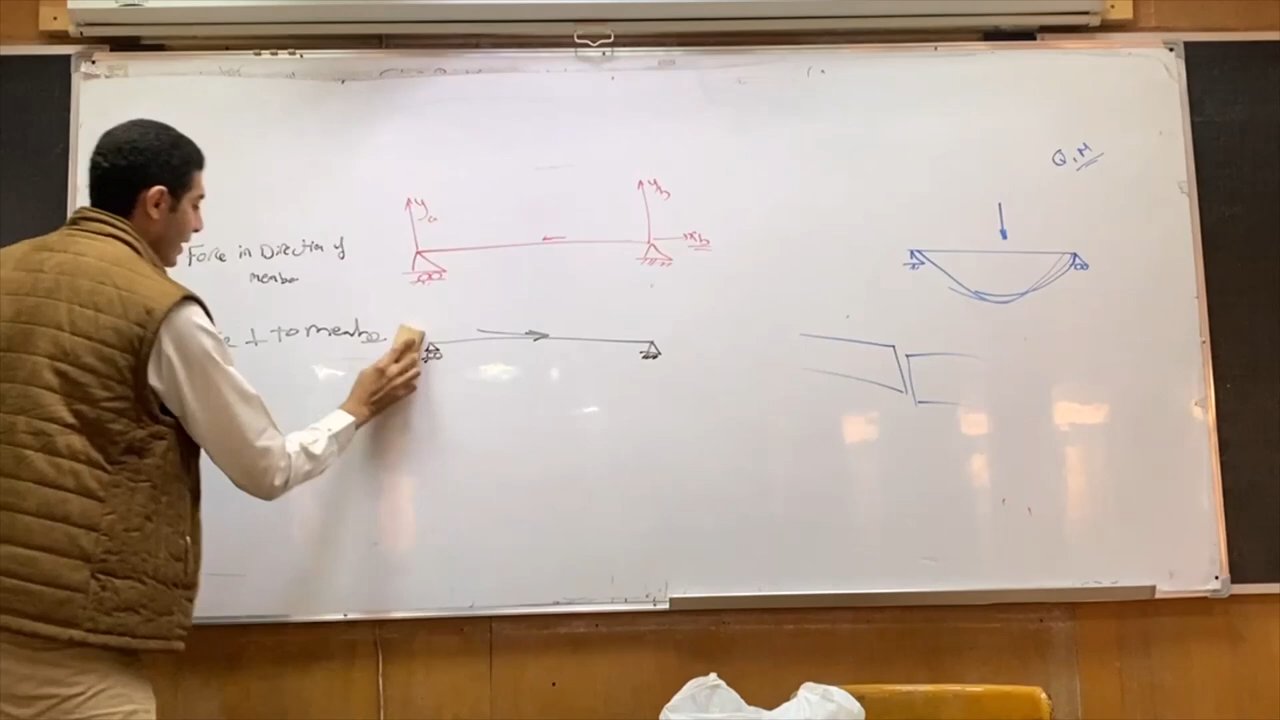 Q, M
ya
yb
Force in Direction of
xb
member
⊥ to member